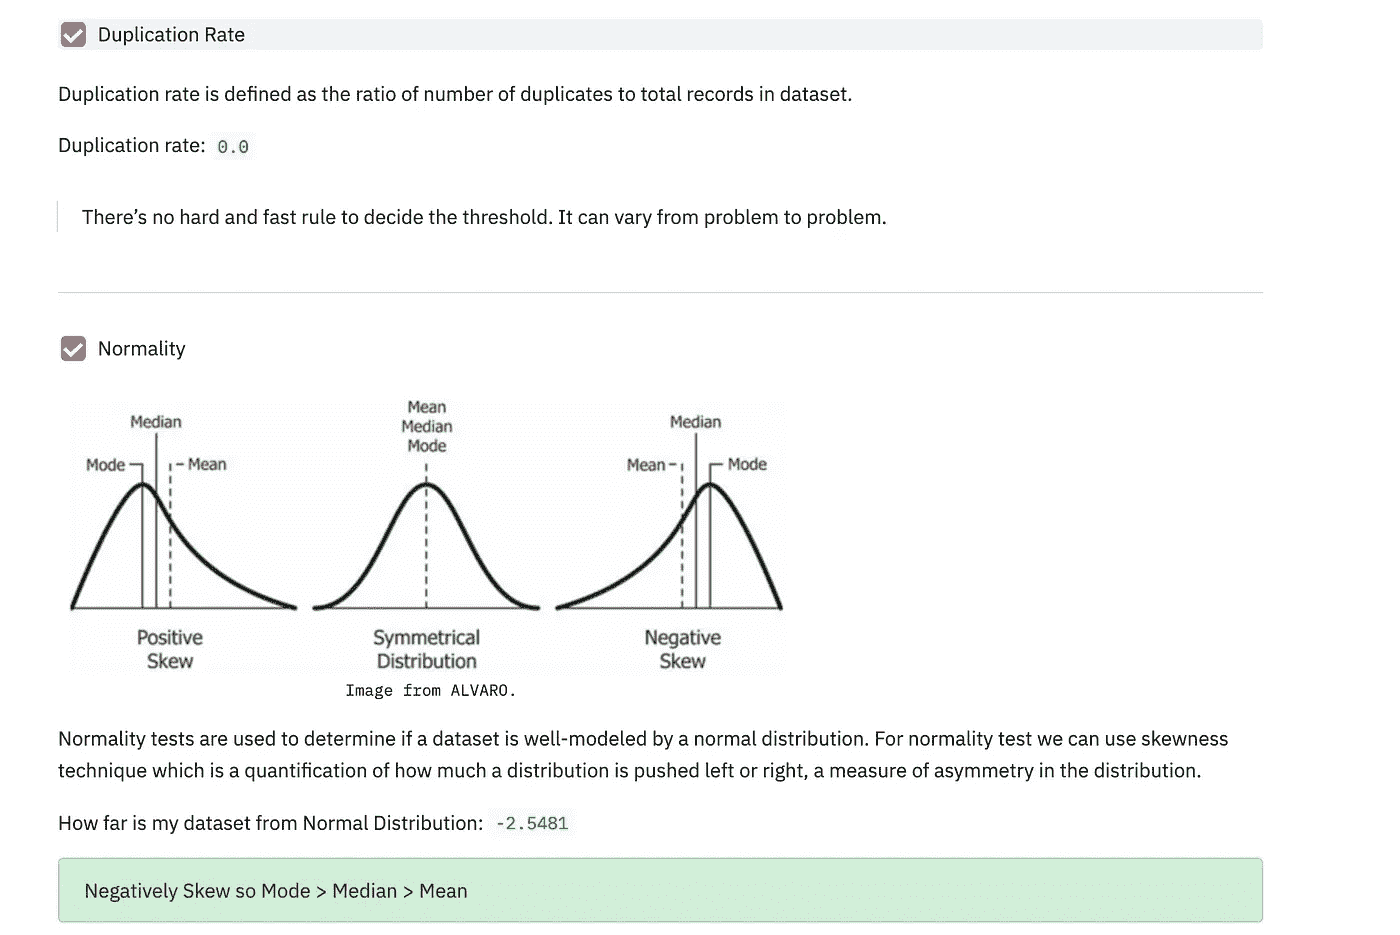 Duplication Rate
Duplication rate is defined as the ratio of number of duplicates to total records in dataset.
Duplication rate: 0.0
There’s no hard and fast rule to decide the threshold. It can vary from problem to problem.
Normality
Median
Mode
Mean
Mean
Median
Mode
Median
Mean
Mode
Positive
Skew
Symmetrical
Distribution
Negative
Skew
Image from ALVARO.
Normality tests are used to determine if a dataset is well-modeled by a normal distribution. For normality test we can use skewness
technique which is a quantification of how much a distribution is pushed left or right, a measure of asymmetry in the distribution.
How far is my dataset from Normal Distribution: -2.5481
Negatively Skew so Mode > Median > Mean